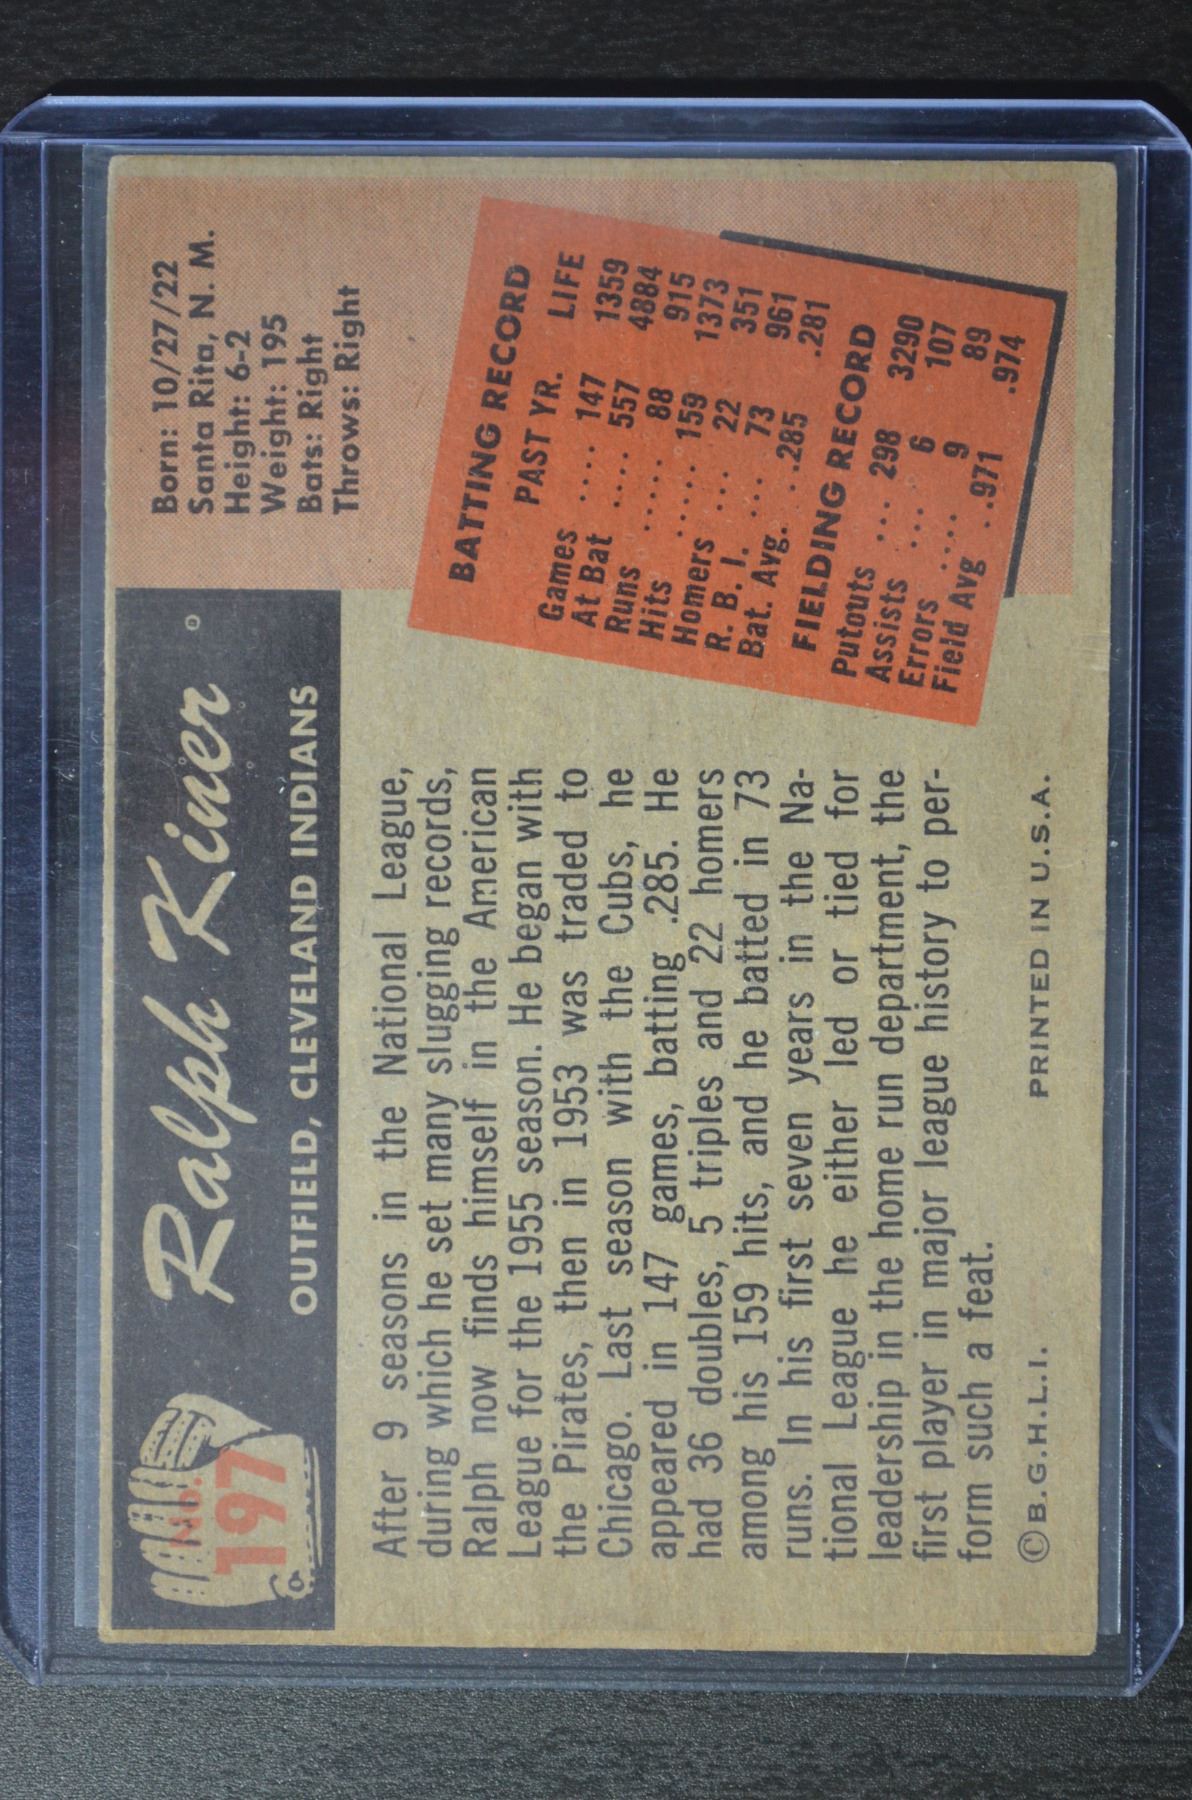 No.
197
Ralph Kiner
OUTFIELD, CLEVELAND INDIANS
Born: 10/27/22
Santa Rita, N. M.
Height: 6-2
Weight: 195
Bats: Right
Throws: Right
After 9 seasons in the National League,
during which he set many slugging records,
Ralph now finds himself in the American
League for the 1955 season. He began with
the Pirates, then in 1953 was traded to
Chicago. Last season with the Cubs, he
appeared in 147 games, batting .285. He
had 36 doubles, 5 triples and 22 homers
among his 159 hits, and he batted in 73
runs. In his first seven years in the Na-
tional League he either led or tied for
leadership in the home run department, the
first player in major league history to per-
form such a feat.
BATTING RECORD
PAST YR. LIFE
Games .... 147 1359
At Bat .... 557 4884
Runs ..... 88 915
Hits ..... 159 1373
Homers ... 22 351
R. B. I. ... 73 961
Bat. Avg. . .285 .281
FIELDING RECORD
Putouts ... 298 3290
Assists ... 6 107
Errors .... 9 89
Field Avg ..971 .974
© B.G.H.L.I. PRINTED IN U.S.A.